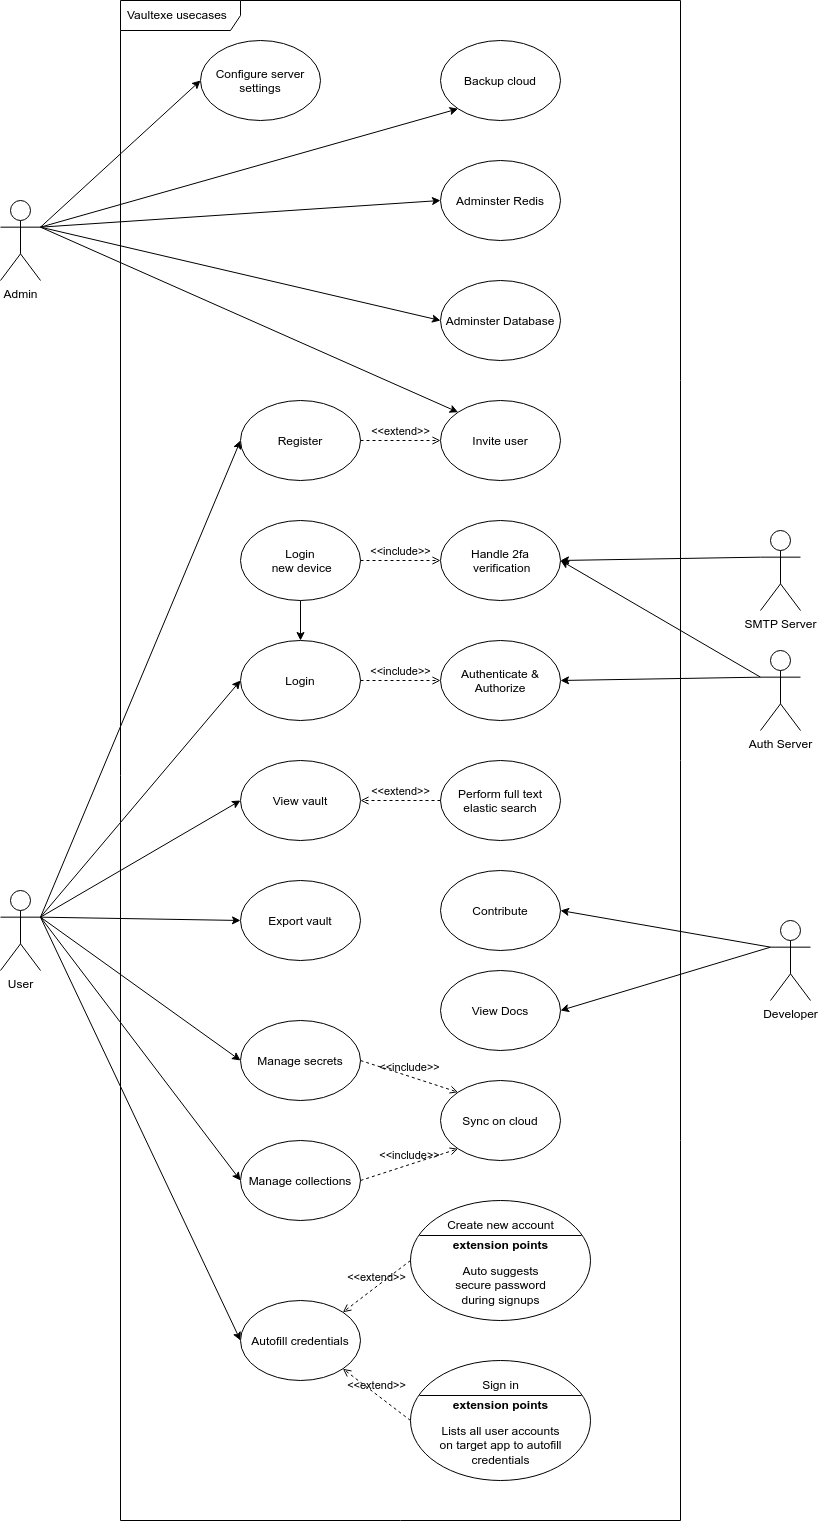 Vaultexe usecases
Configure server
settings
Backup cloud
Adminster Redis
Admin
Adminster Database
Register
<<extend>>
Invite user
Login
new device
<<include>>
Handle 2fa
verification
SMTP Server
Login
<<include>>
Authenticate &
Authorize
Auth Server
View vault
<<extend>>
Perform full text
elastic search
Export vault
Contribute
User
View Docs
Developer
Manage secrets
<<include>>
Sync on cloud
Manage collections
<<include>>
Create new account
extension points
Auto suggests
secure password
during signups
<<extend>>
Autofill credentials
<<extend>>
Sign in
extension points
Lists all user accounts
on target app to autofill
credentials